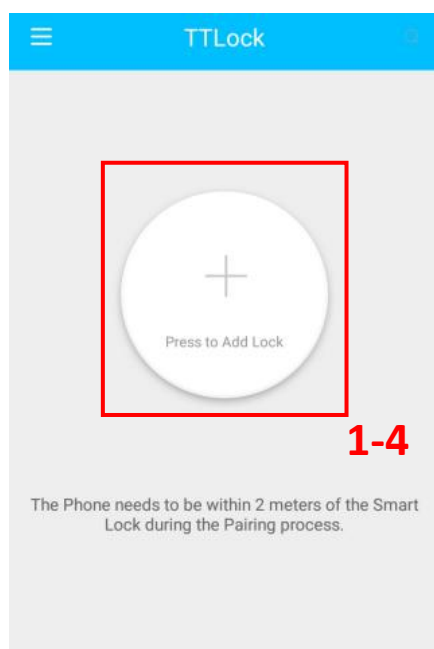 TTLock
Press to Add Lock
1-4
The Phone needs to be within 2 meters of the Smart
Lock during the Pairing process.